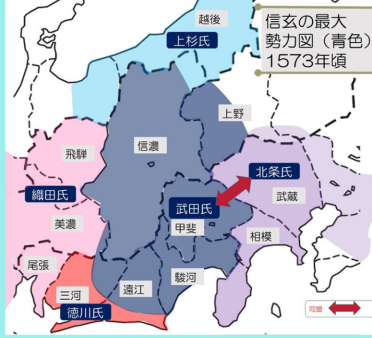 越後
上杉氏
信玄の最大
勢力図（青色）
1573年頃
上野
飛騨
信濃
北条氏
織田氏
武田氏
武蔵
美濃
甲斐
相模
尾張
駿河
三河
遠江
徳川氏
同盟